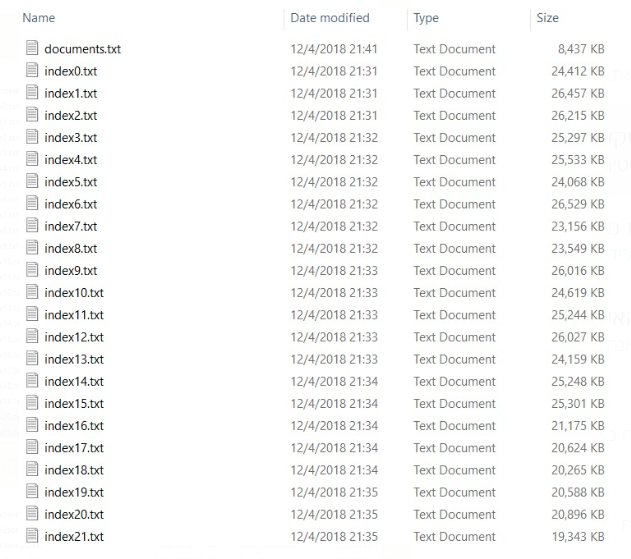 Name Date modified Type Size
documents.txt 12/4/2018 21:41 Text Document 8,437 KB
index0.txt 12/4/2018 21:31 Text Document 24,412 KB
index1.txt 12/4/2018 21:31 Text Document 26,457 KB
index2.txt 12/4/2018 21:31 Text Document 26,215 KB
index3.txt 12/4/2018 21:32 Text Document 25,297 KB
index4.txt 12/4/2018 21:32 Text Document 25,533 KB
index5.txt 12/4/2018 21:32 Text Document 24,068 KB
index6.txt 12/4/2018 21:32 Text Document 26,529 KB
index7.txt 12/4/2018 21:32 Text Document 23,156 KB
index8.txt 12/4/2018 21:32 Text Document 23,549 KB
index9.txt 12/4/2018 21:33 Text Document 26,016 KB
index10.txt 12/4/2018 21:33 Text Document 24,619 KB
index11.txt 12/4/2018 21:33 Text Document 25,244 KB
index12.txt 12/4/2018 21:33 Text Document 26,027 KB
index13.txt 12/4/2018 21:33 Text Document 24,159 KB
index14.txt 12/4/2018 21:34 Text Document 25,248 KB
index15.txt 12/4/2018 21:34 Text Document 25,301 KB
index16.txt 12/4/2018 21:34 Text Document 21,175 KB
index17.txt 12/4/2018 21:34 Text Document 20,624 KB
index18.txt 12/4/2018 21:34 Text Document 20,265 KB
index19.txt 12/4/2018 21:35 Text Document 20,588 KB
index20.txt 12/4/2018 21:35 Text Document 20,896 KB
index21.txt 12/4/2018 21:35 Text Document 19,343 KB